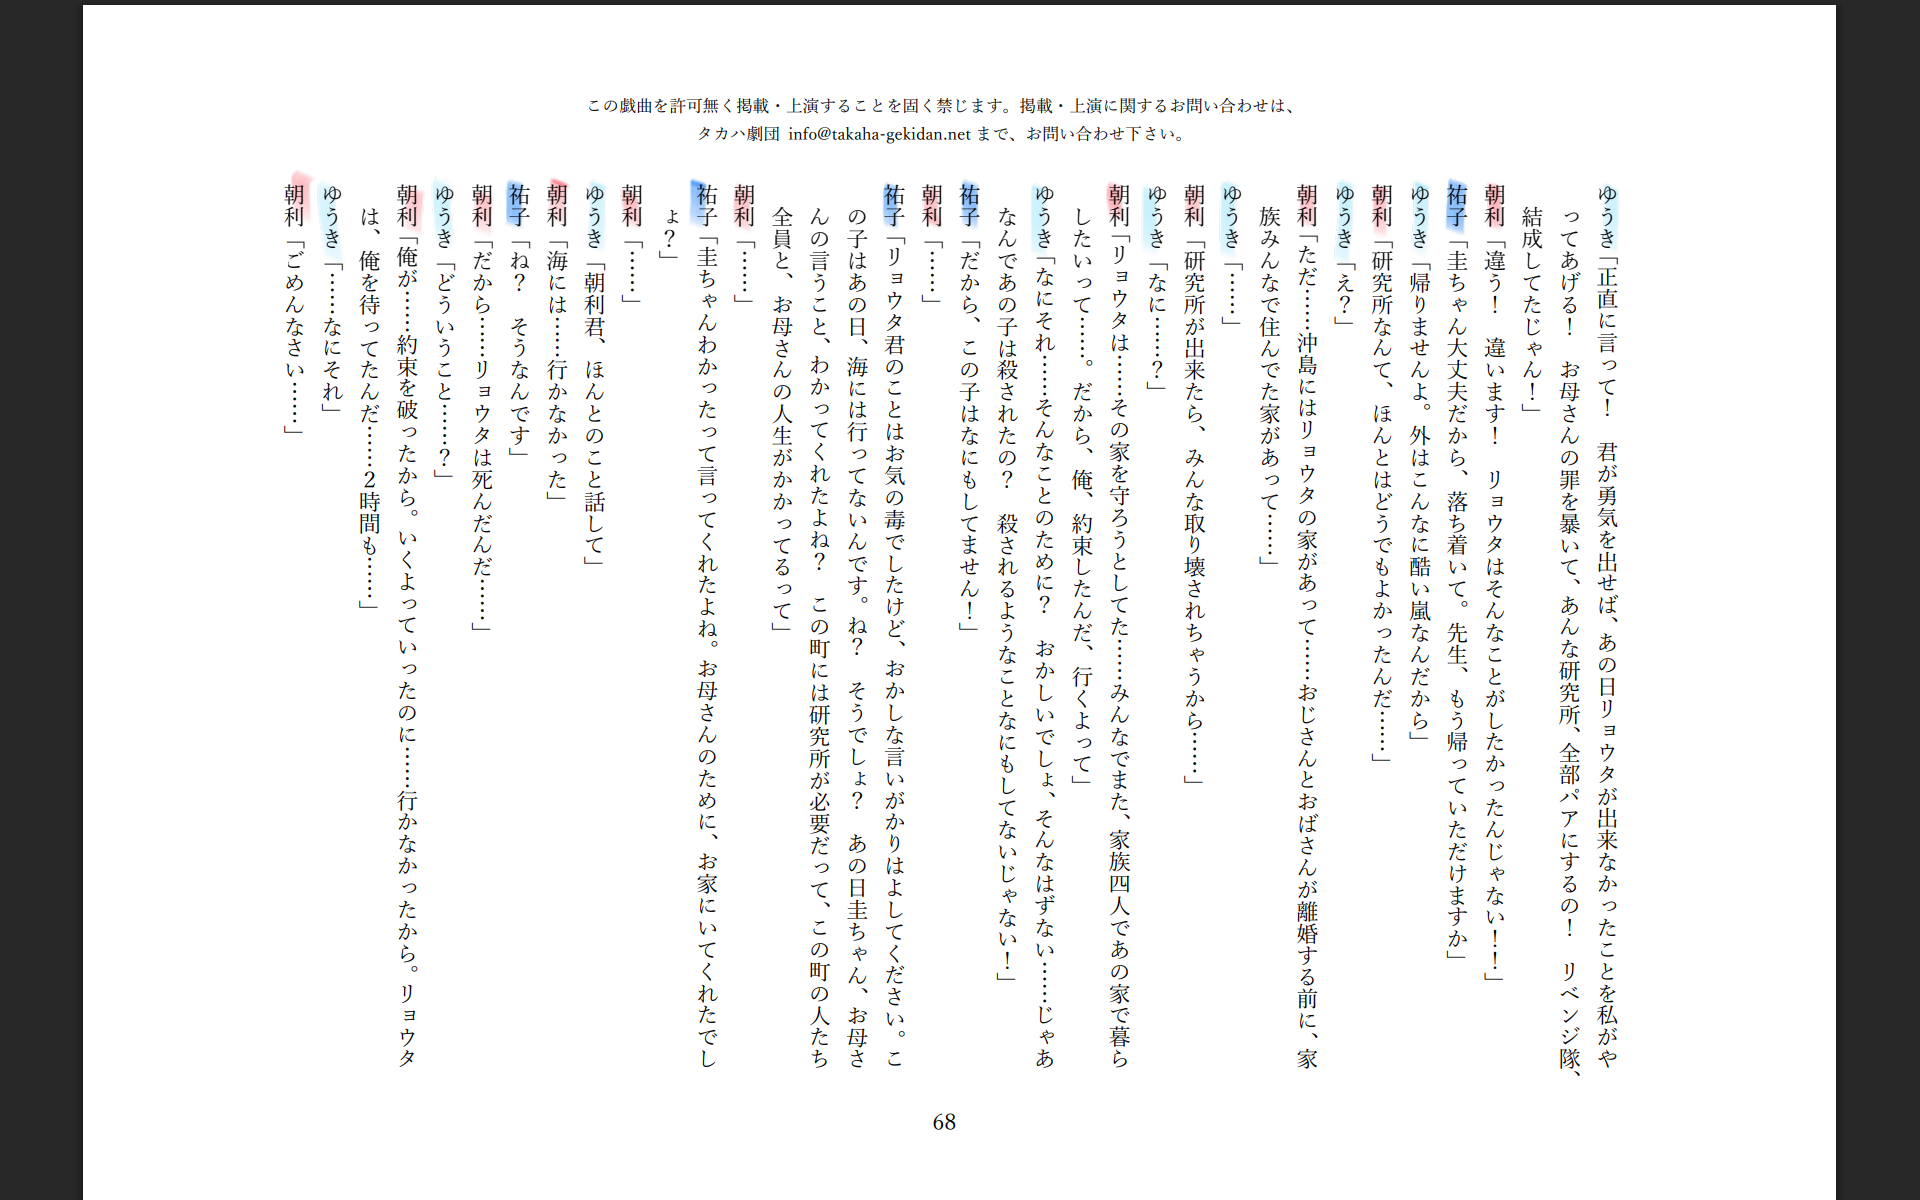 この戯曲を許可無く掲載・上演することを固く禁じます。掲載・上演に関するお問い合わせは、
タカハ劇団 info@takaha-gekidan.net まで、お問い合わせ下さい。
ゆうき「正直に言って！　君が勇気を出せば、あの日リョウタが出来なかったことを私がや
ってあげる！　お母さんの罪を暴いて、あんな研究所、全部パアにするの！　リベンジ隊、
結成してたじゃん！」
朝利「違う！　違います！　リョウタはそんなことがしたかったんじゃない！！」
祐子「圭ちゃん大丈夫だから、落ち着いて。先生、もう帰っていただけますか」
ゆうき「帰りませんよ。外はこんなに酷い嵐なんだから」
朝利「研究所なんて、ほんとはどうでもよかったんだ……」
ゆうき「え？」
朝利「ただ……沖島にはリョウタの家があって……おじさんとおばさんが離婚する前に、家
族みんなで住んでた家があって……」
ゆうき「……」
朝利「研究所が出来たら、みんな取り壊されちゃうから……」
ゆうき「なに……？」
朝利「リョウタは……その家を守ろうとしてた……みんなでまた、家族四人であの家で暮ら
したいって……。だから、俺、約束したんだ、行くよって」
ゆうき「なにそれ……そんなことのために？　おかしいでしょ、そんなはずない……じゃあ
なんであの子は殺されたの？　殺されるようなことなにもしてないじゃない！」
祐子「だから、この子はなにもしてません！」
朝利「……」
祐子「リョウタ君のことはお気の毒でしたけど、おかしな言いがかりはよしてください。こ
の子はあの日、海には行ってないんです。ね？　そうでしょ？　あの日圭ちゃん、お母さ
んの言うこと、わかってくれたよね？　この町には研究所が必要だって、この町の人たち
全員と、お母さんの人生がかかってるって」
朝利「……」
祐子「圭ちゃんわかったって言ってくれたよね。お母さんのために、お家にいてくれたでし
ょ？」
朝利「……」
ゆうき「朝利君、ほんとのこと話して」
朝利「海には……行かなかった」
祐子「ね？　そうなんです」
朝利「だから……リョウタは死んだんだ……」
ゆうき「どういうこと……？」
朝利「俺が……約束を破ったから。いくよっていったのに……行かなかったから。リョウタ
は、俺を待ってたんだ……２時間も……」
ゆうき「……なにそれ」
朝利「ごめんなさい……」
68